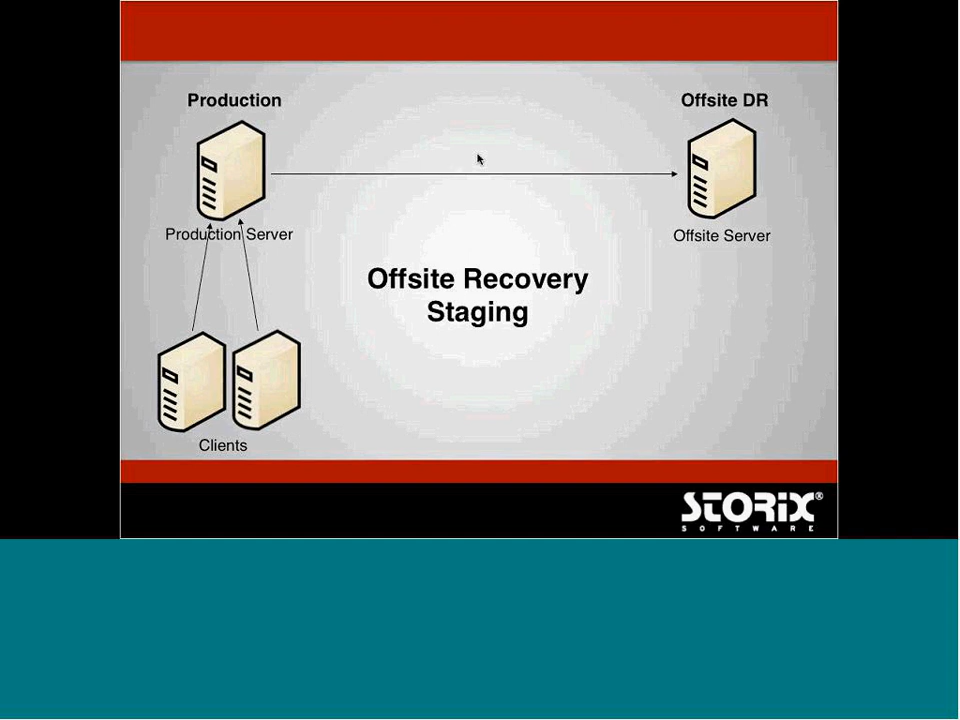 Production
Offsite DR
Production Server
Offsite Server
Offsite Recovery
Staging
Clients
STORIX®
SOFTWARE